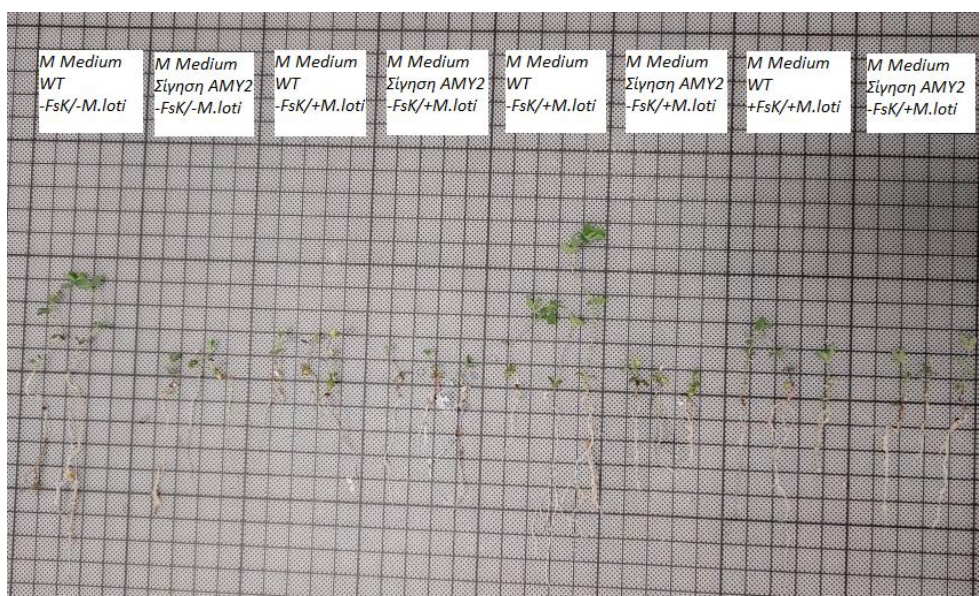 M Medium
WT
-FsK/-M.loti
M Medium
Σίγηση AMY2
-FsK/-M.loti
M Medium
WT
-FsK/+M.loti
M Medium
Σίγηση AMY2
-FsK/+M.loti
M Medium
WT
-FsK/+M.loti
M Medium
Σίγηση AMY2
-FsK/+M.loti
M Medium
WT
+FsK/+M.loti
M Medium
Σίγηση AMY2
-FsK/+M.loti